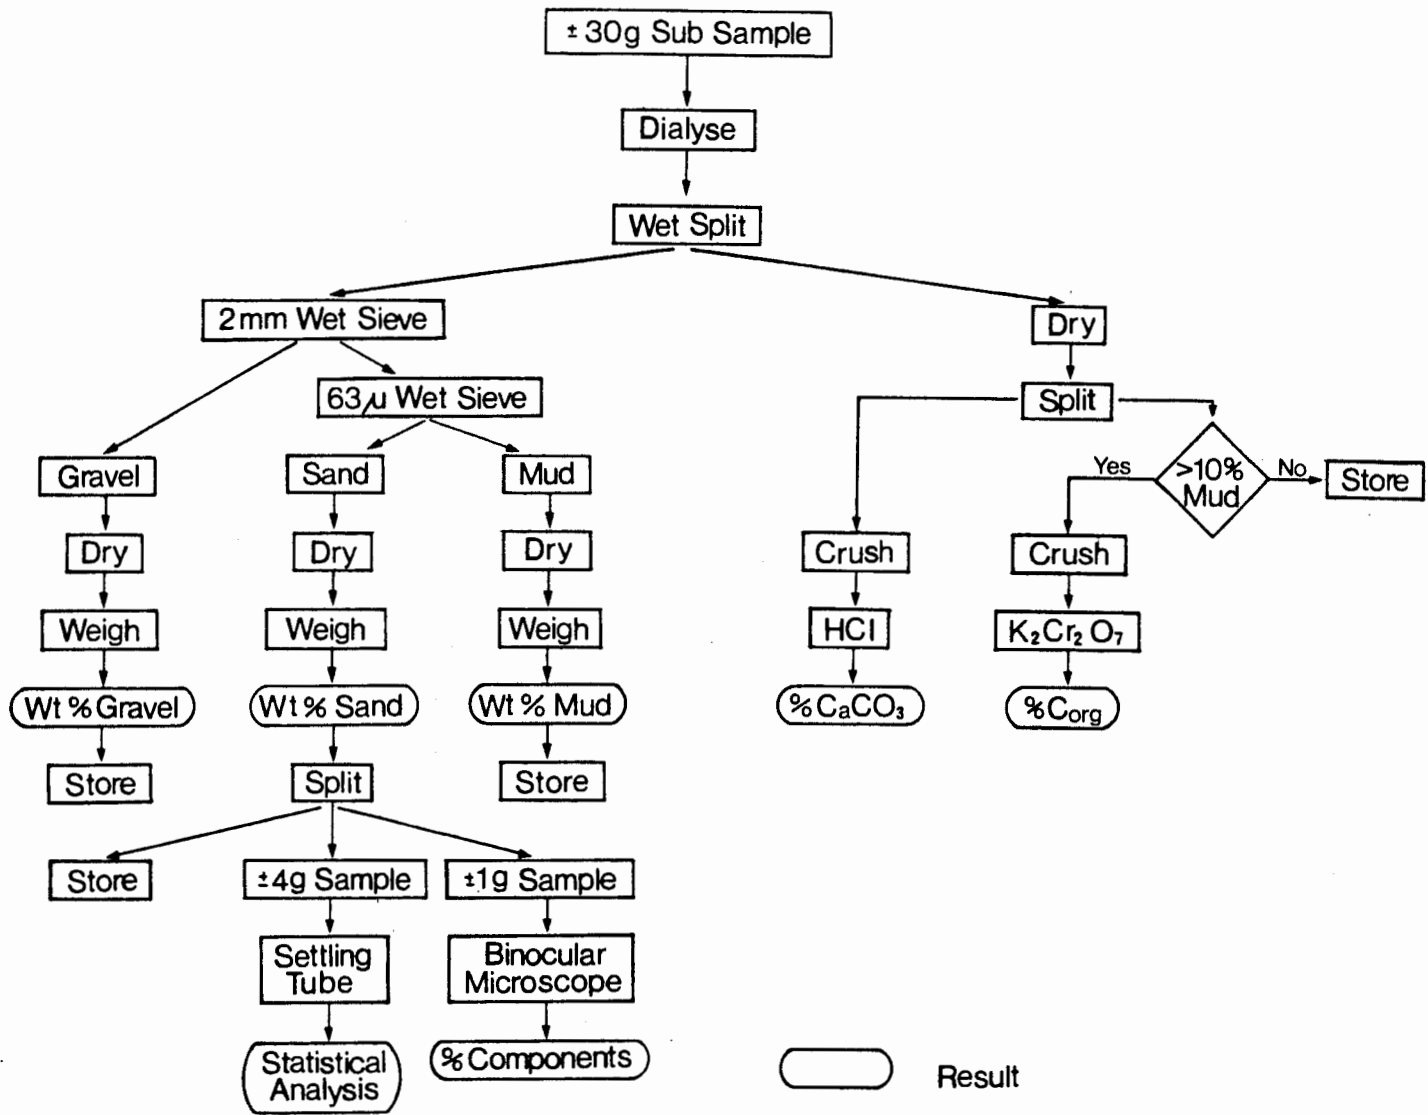 ± 30g Sub Sample
Dialyse
Wet Split
2mm Wet Sieve
Dry
63μ Wet Sieve
Split
Gravel
Sand
Mud
Yes
>10%
Mud
No
Store
Dry
Dry
Dry
Crush
Crush
Weigh
Weigh
Weigh
HCl
K₂Cr₂O₇
Wt % Gravel
Wt % Sand
Wt % Mud
%CaCO₃
%Corg
Store
Split
Store
Store
±4g Sample
±1g Sample
Settling
Tube
Binocular
Microscope
Statistical
Analysis
% Components
Result